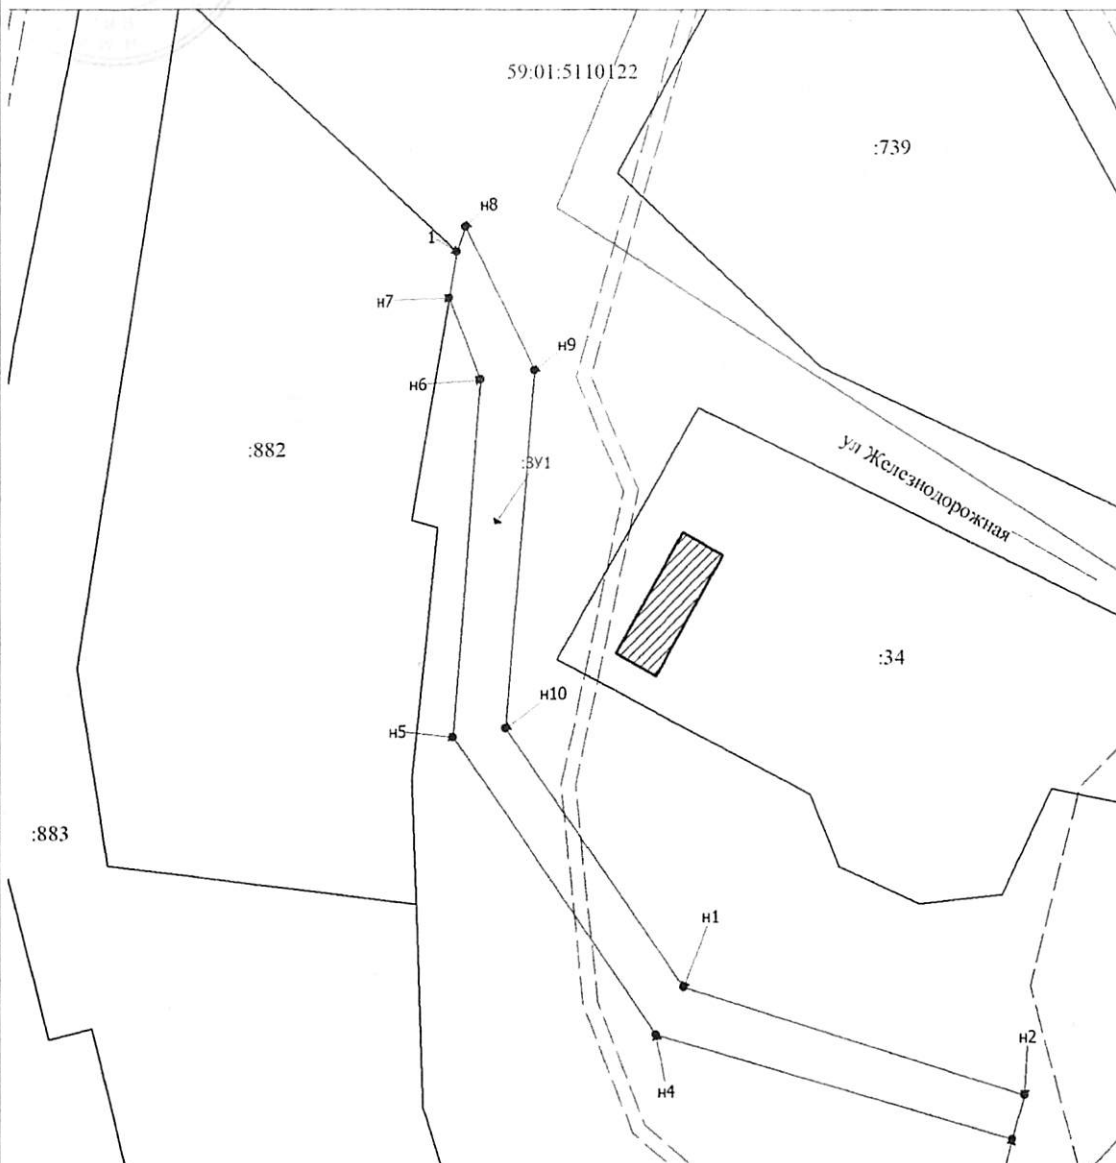 59:01:5110122
:739
н8
1
н7
н9
н6
:882
:ЗУ1
ул Железнодорожная
:34
н10
н5
:883
н1
н2
н4